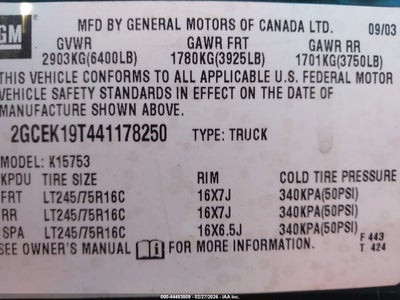 GM
MFD BY GENERAL MOTORS OF CANADA LTD. 09/03
GVWR GAWR FRT GAWR RR
2903KG(6400LB) 1780KG(3925LB) 1701KG(3750LB)
THIS VEHICLE CONFORMS TO ALL APPLICABLE U.S. FEDERAL MOTOR
VEHICLE SAFETY STANDARDS IN EFFECT ON THE DATE OF
MANUFACTURE SHOWN ABOVE.
2GCEK19T441178250 TYPE: TRUCK
MODEL: K15753
KPDU TIRE SIZE RIM COLD TIRE PRESSURE
FRT LT245/75R16C 16X7J 340KPA(50PSI)
RR LT245/75R16C 16X7J 340KPA(50PSI)
SPA LT245/75R16C 16X6.5J 340KPA(50PSI)
SEE OWNER'S MANUAL FOR MORE INFORMATION. F 443
T 424
000-44463809 - 02/27/2026 - IAA Inc.